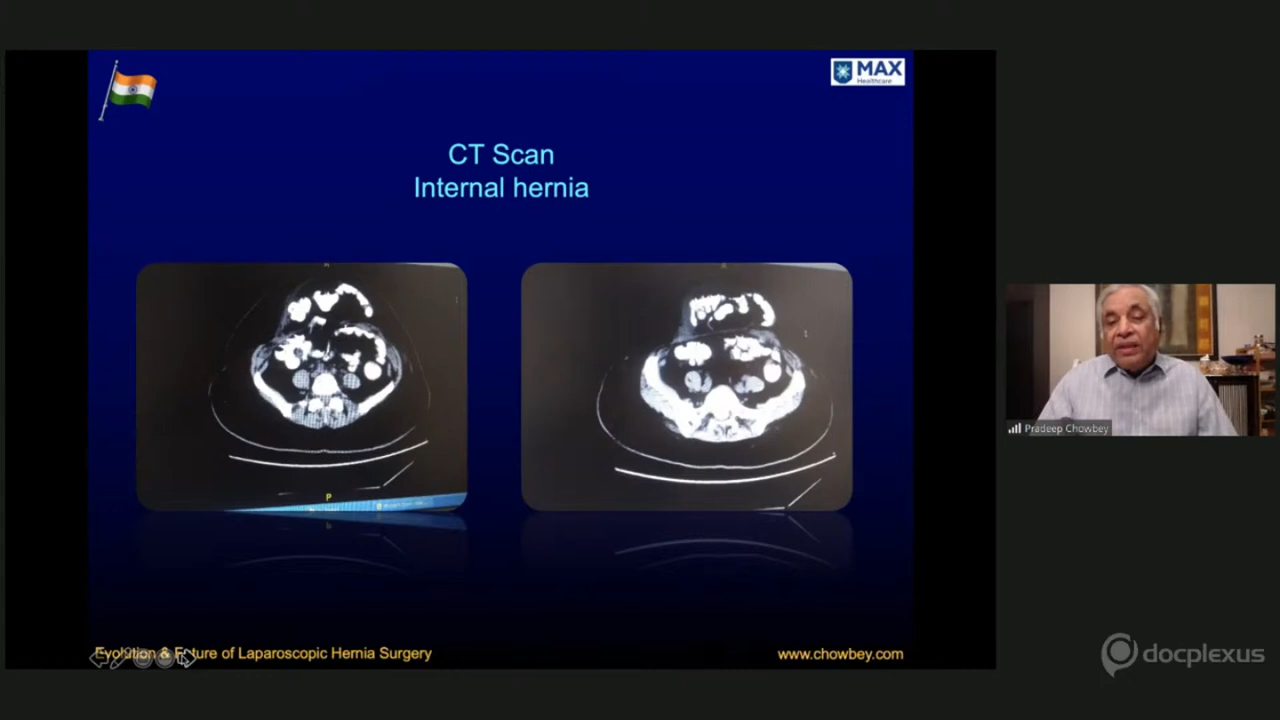 MAX
Healthcare
CT Scan
Internal hernia
P
Pradeep Chowbey
Evolution & Future of Laparoscopic Hernia Surgery
www.chowbey.com
docplexus